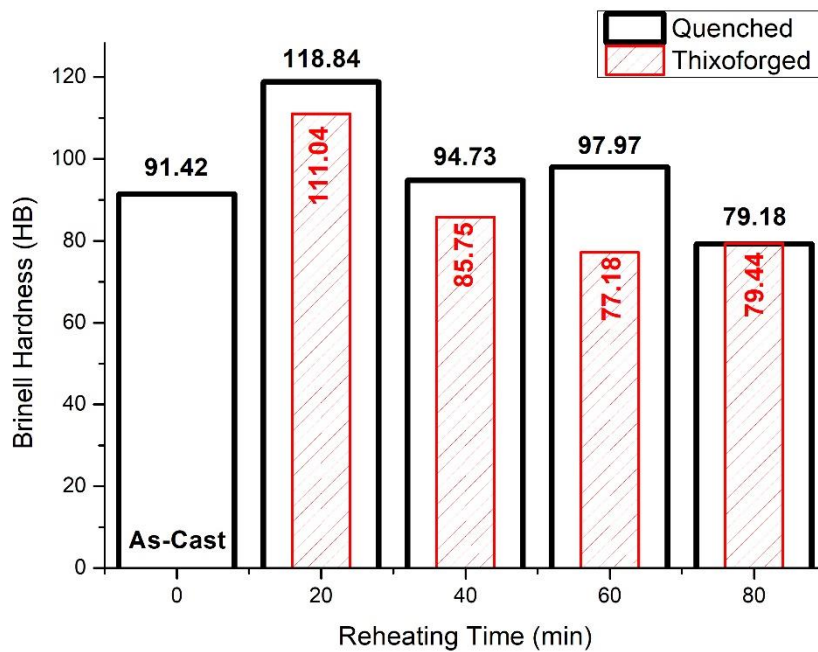 Quenched
Thixoforged
118.84
91.42
94.73
97.97
79.18
111.04
85.75
77.18
79.44
As-Cast
Brinell Hardness (HB)
120
100
80
60
40
20
0
0 20 40 60 80
Reheating Time (min)